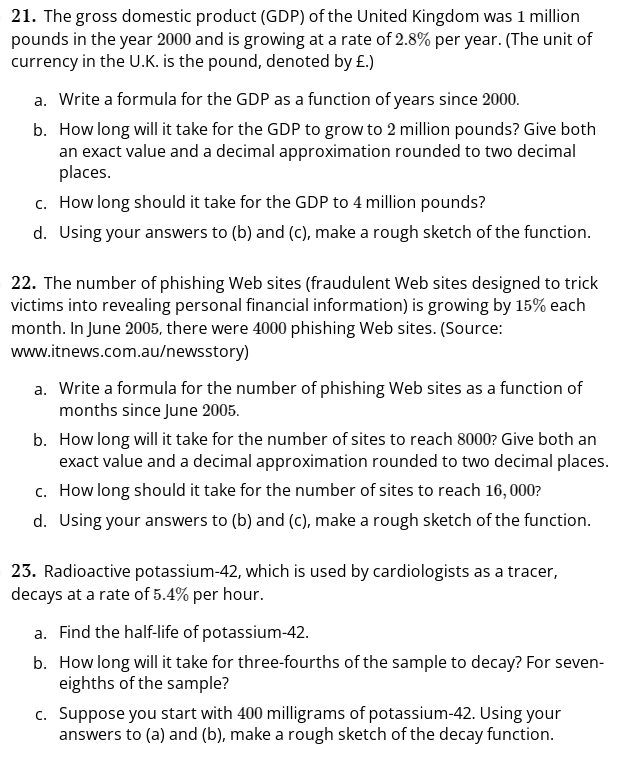 21. The gross domestic product (GDP) of the United Kingdom was 1 million
pounds in the year 2000 and is growing at a rate of 2.8% per year. (The unit of
currency in the U.K. is the pound, denoted by £.)
a. Write a formula for the GDP as a function of years since 2000.
b. How long will it take for the GDP to grow to 2 million pounds? Give both
an exact value and a decimal approximation rounded to two decimal
places.
c. How long should it take for the GDP to 4 million pounds?
d. Using your answers to (b) and (c), make a rough sketch of the function.
22. The number of phishing Web sites (fraudulent Web sites designed to trick
victims into revealing personal financial information) is growing by 15% each
month. In June 2005, there were 4000 phishing Web sites. (Source:
www.itnews.com.au/newsstory)
a. Write a formula for the number of phishing Web sites as a function of
months since June 2005.
b. How long will it take for the number of sites to reach 8000? Give both an
exact value and a decimal approximation rounded to two decimal places.
c. How long should it take for the number of sites to reach 16, 000?
d. Using your answers to (b) and (c), make a rough sketch of the function.
23. Radioactive potassium-42, which is used by cardiologists as a tracer,
decays at a rate of 5.4% per hour.
a. Find the half-life of potassium-42.
b. How long will it take for three-fourths of the sample to decay? For seven-
eighths of the sample?
c. Suppose you start with 400 milligrams of potassium-42. Using your
answers to (a) and (b), make a rough sketch of the decay function.